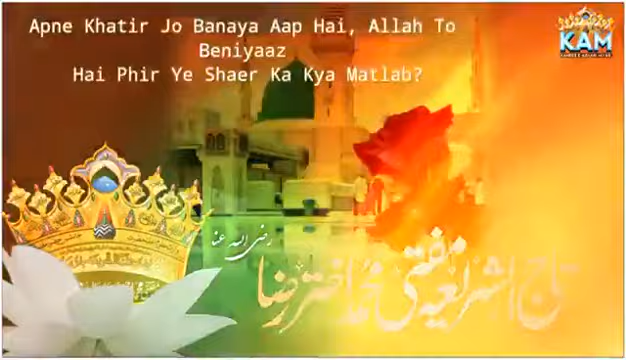 Apne Khatir Jo Banaya Aap Hai, Allah To
Beniyaaz
Hai Phir Ye Shaer Ka Kya Matlab?
KAM
رضی اللہ عنہ
تاج الشریعہ مفتی محمد اختر رضا